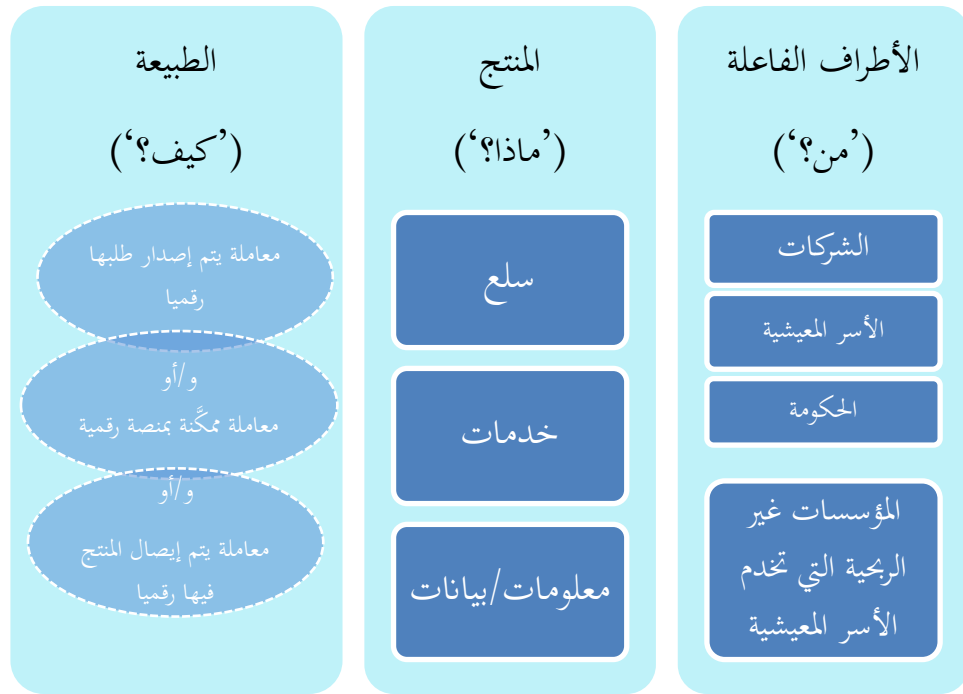 الأطراف الفاعلة
(’من؟‘)
الشركات
الأسر المعيشية
الحكومة
المؤسسات غير
الربحية التي تخدم
الأسر المعيشية
المنتج
(’ماذا؟‘)
سلع
خدمات
معلومات/بيانات
الطبيعة
(’كيف؟‘)
معاملة يتم إصدار طلبها
رقميا
و/أو
معاملة ممكَّنة بمنصة رقمية
و/أو
معاملة يتم إيصال المنتج
فيها رقميا